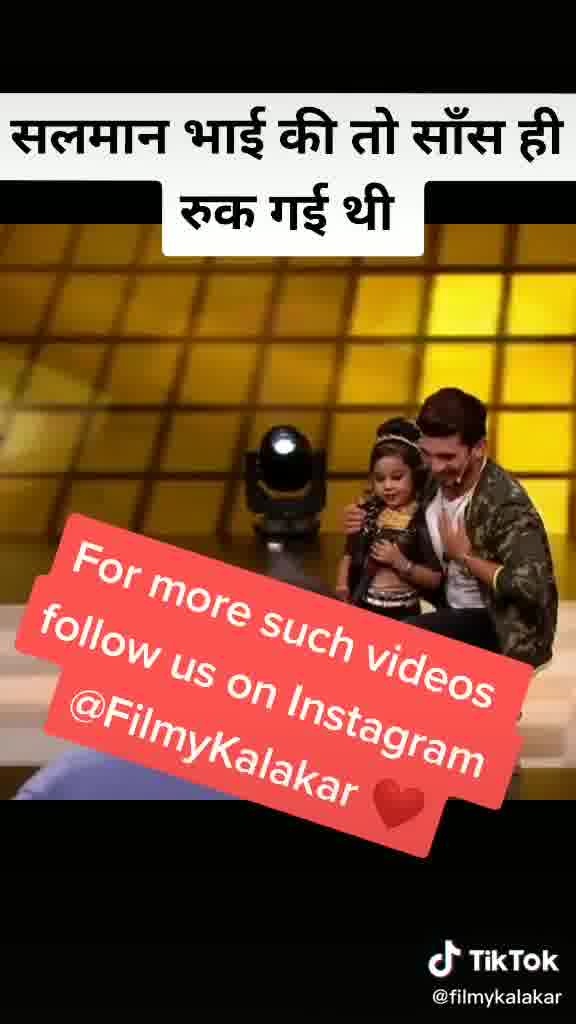 सलमान भाई की तो साँस ही
रुक गई थी
For more such videos
follow us on Instagram
@FilmyKalakar ❤️
TikTok
@filmykalakar